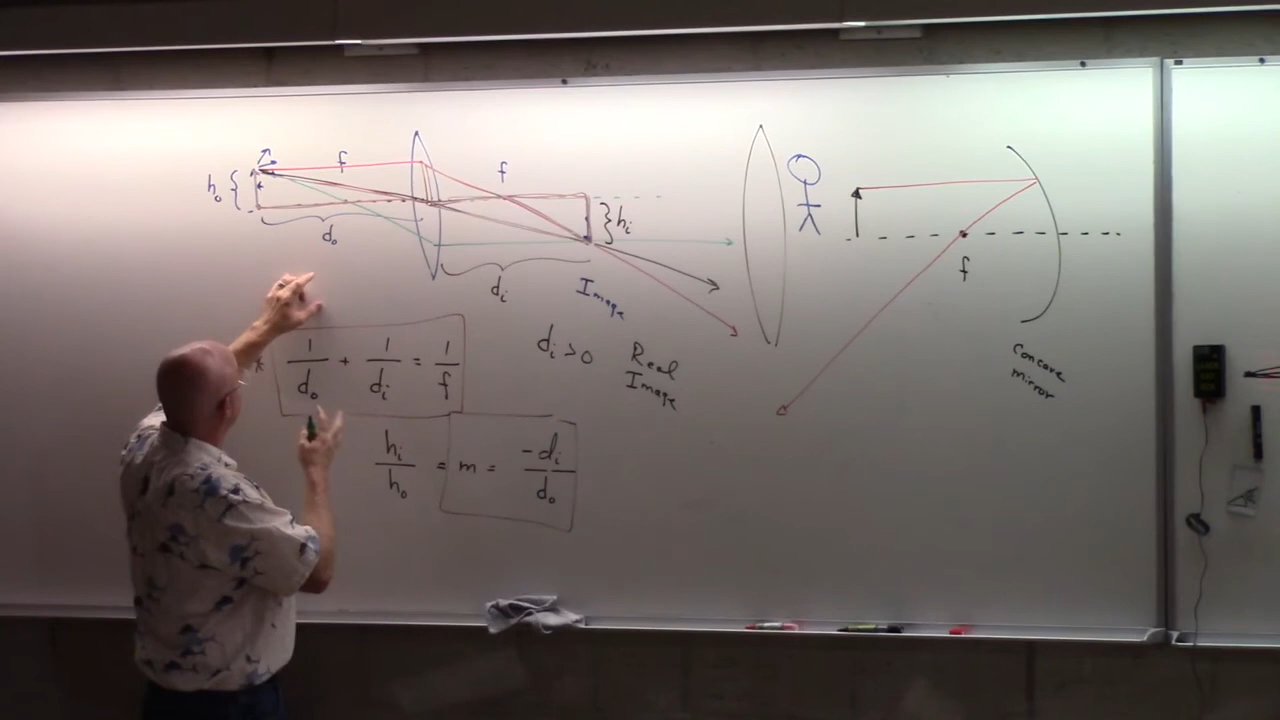 f
f
h₀ {
} hᵢ
d₀
dᵢ
Image
f
* 1/d₀ + 1/dᵢ = 1/f
dᵢ > 0 Real
Image
Concave
mirror
hᵢ/h₀ = m = -dᵢ/d₀